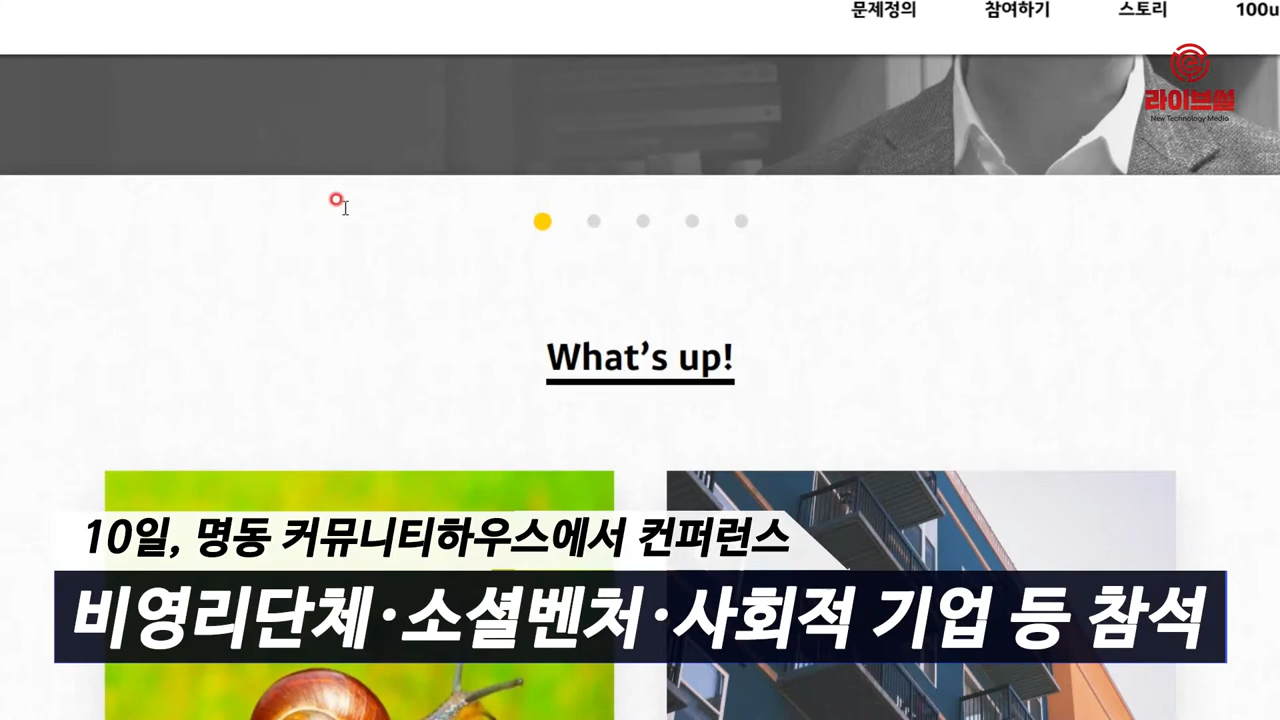 문제정의 참여하기 스토리 100u
라이브썰
New Technology Media
What's up!
10일, 명동 커뮤니티하우스에서 컨퍼런스
비영리단체·소셜벤처·사회적 기업 등 참석